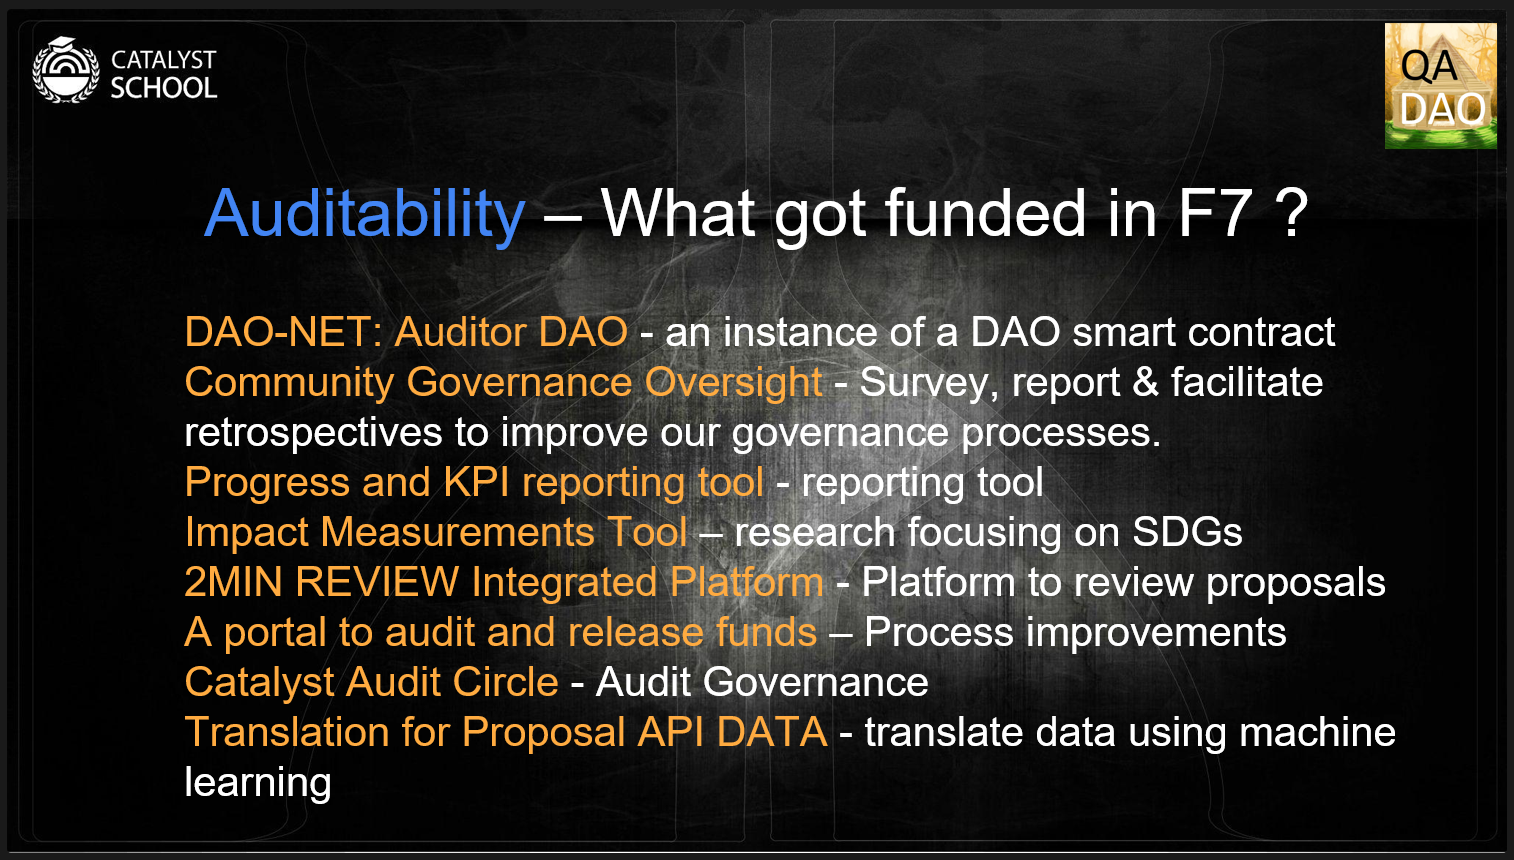 CATALYST
SCHOOL
QA
DAO
Auditability – What got funded in F7 ?
DAO-NET: Auditor DAO - an instance of a DAO smart contract
Community Governance Oversight - Survey, report & facilitate
retrospectives to improve our governance processes.
Progress and KPI reporting tool - reporting tool
Impact Measurements Tool – research focusing on SDGs
2MIN REVIEW Integrated Platform - Platform to review proposals
A portal to audit and release funds – Process improvements
Catalyst Audit Circle - Audit Governance
Translation for Proposal API DATA - translate data using machine
learning